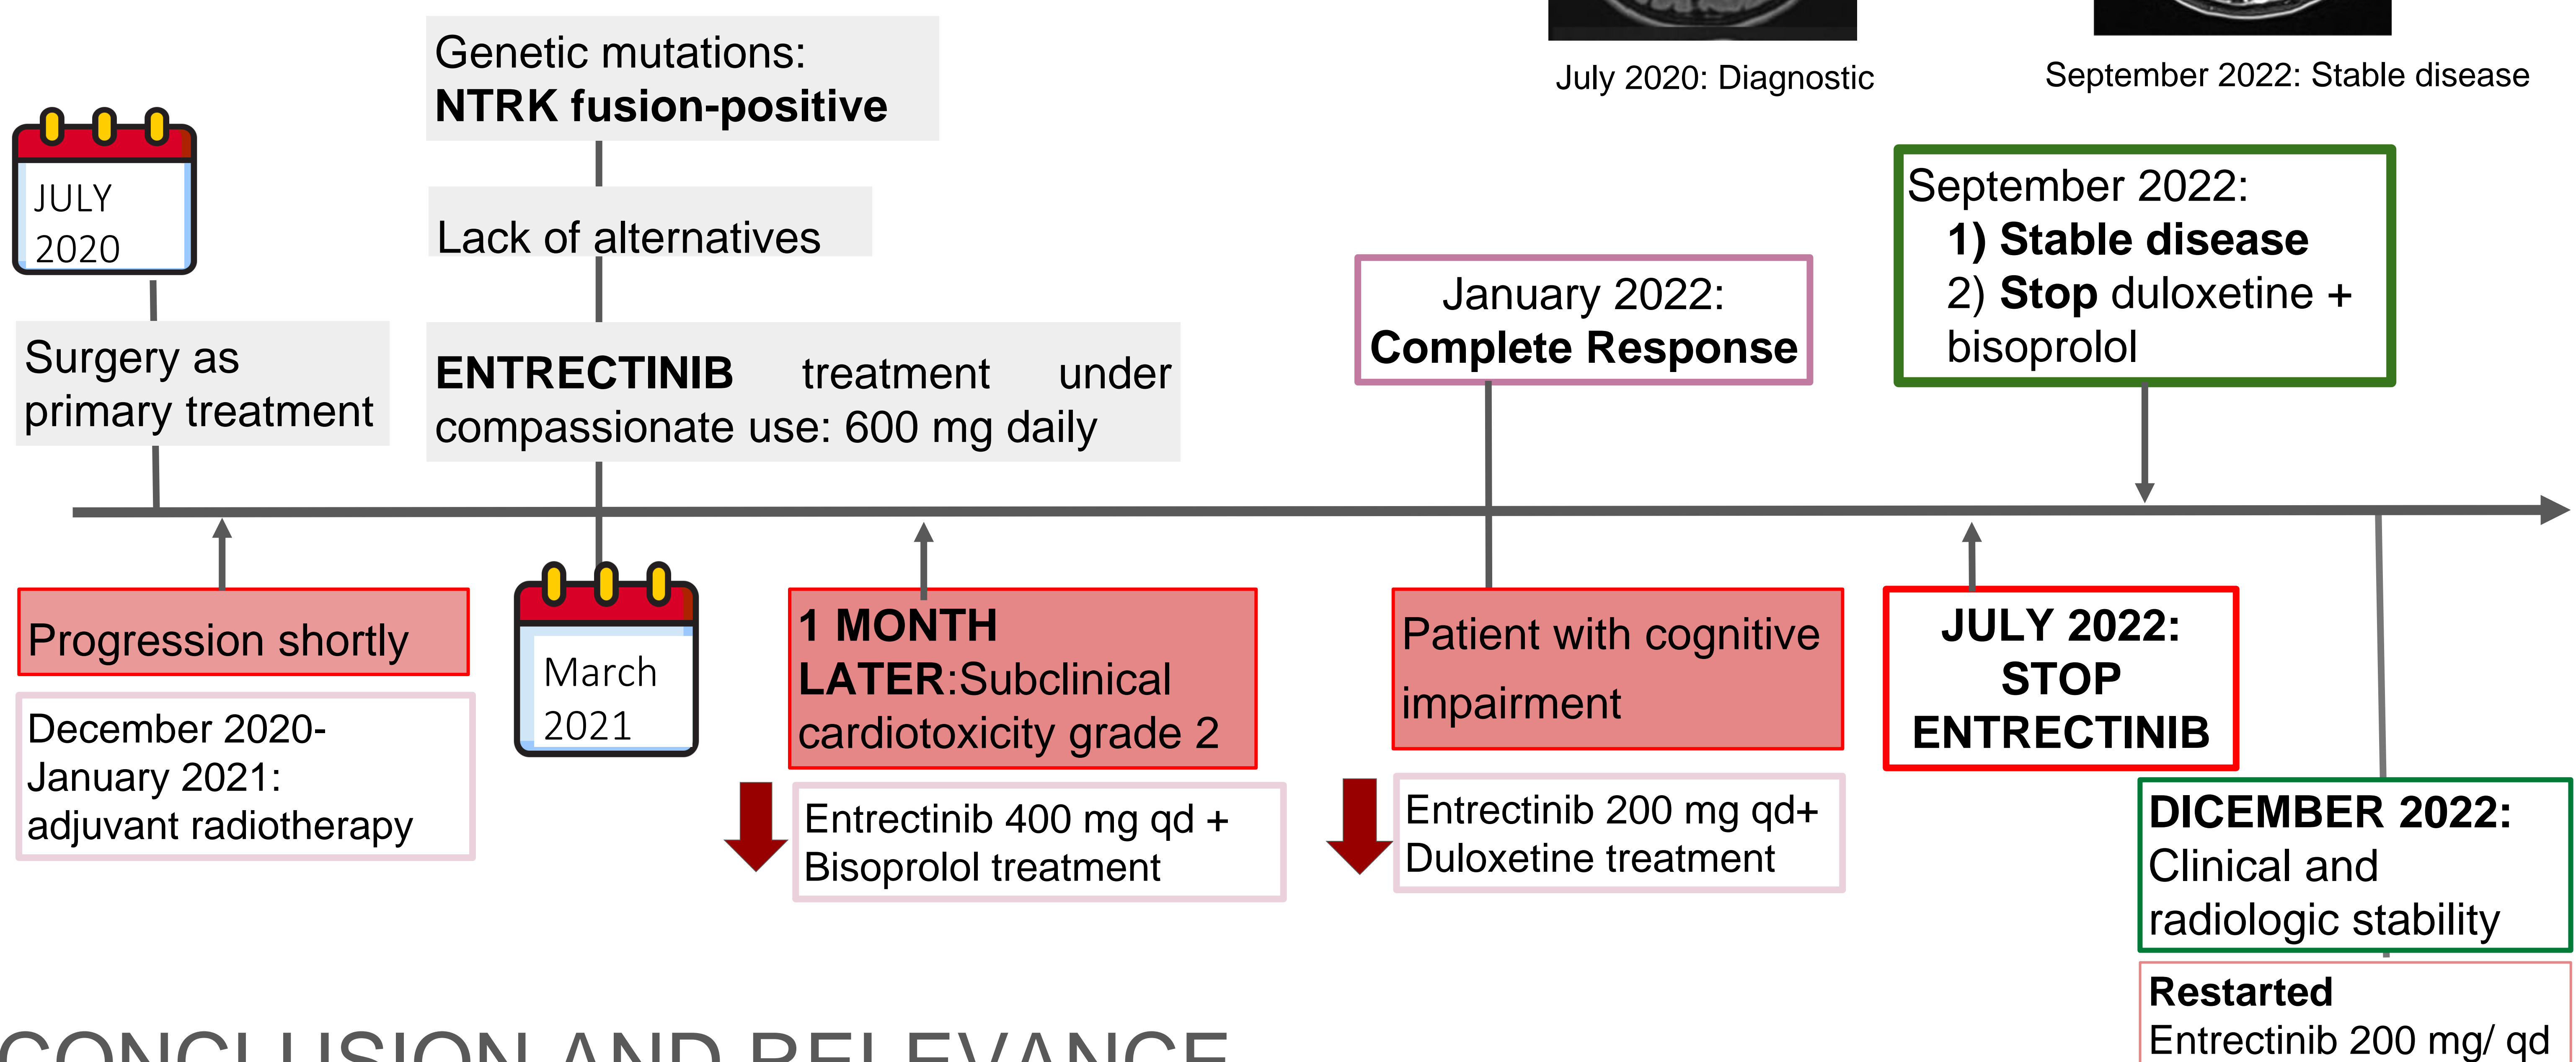 Genetic mutations:
NTRK fusion-positive
July 2020: Diagnostic
September 2022: Stable disease
JULY
2020
Lack of alternatives
September 2022:
1) Stable disease
2) Stop duloxetine +
bisoprolol
January 2022:
Complete Response
Surgery as
primary treatment
ENTRECTINIB treatment under
compassionate use: 600 mg daily
Progression shortly
December 2020-
January 2021:
adjuvant radiotherapy
March
2021
1 MONTH
LATER:Subclinical
cardiotoxicity grade 2
Entrectinib 400 mg qd +
Bisoprolol treatment
Patient with cognitive
impairment
Entrectinib 200 mg qd+
Duloxetine treatment
JULY 2022:
STOP
ENTRECTINIB
DICEMBER 2022:
Clinical and
radiologic stability
Restarted
Entrectinib 200 mg/ qd
CONCLUSION AND RELEVANCE